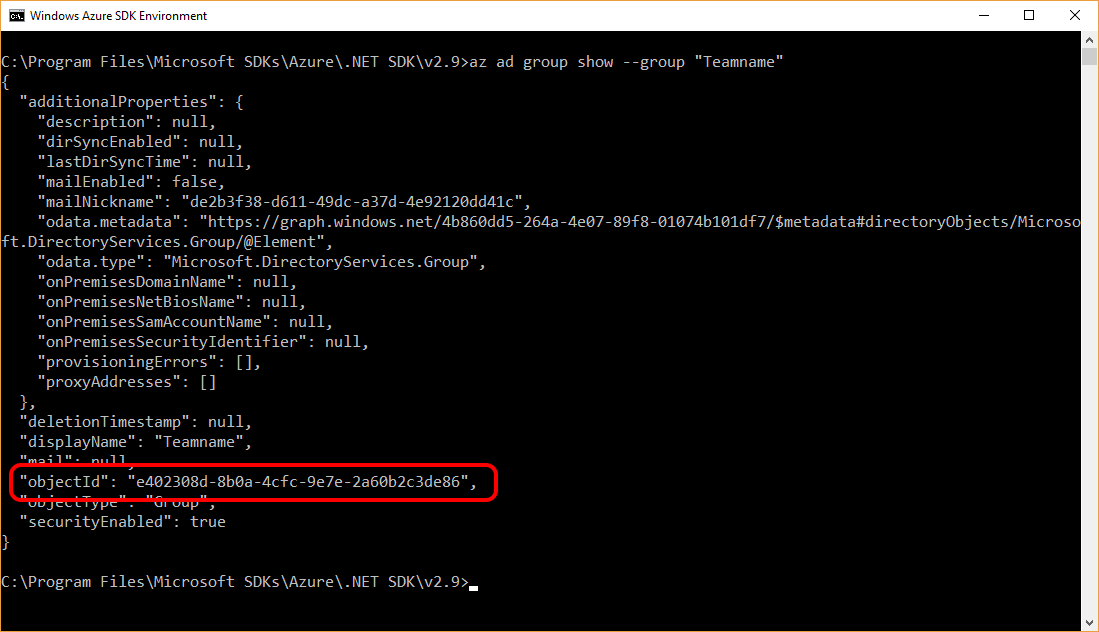 Windows Azure SDK Environment
C:\Program Files\Microsoft SDKs\Azure\.NET SDK\v2.9>az ad group show --group "Teamname"
{
  "additionalProperties": {
    "description": null,
    "dirSyncEnabled": null,
    "lastDirSyncTime": null,
    "mailEnabled": false,
    "mailNickname": "de2b3f38-d611-49dc-a37d-4e92120dd41c",
    "odata.metadata": "https://graph.windows.net/4b860dd5-264a-4e07-89f8-01074b101df7/$metadata#directoryObjects/Microso
ft.DirectoryServices.Group/@Element",
    "odata.type": "Microsoft.DirectoryServices.Group",
    "onPremisesDomainName": null,
    "onPremisesNetBiosName": null,
    "onPremisesSamAccountName": null,
    "onPremisesSecurityIdentifier": null,
    "provisioningErrors": [],
    "proxyAddresses": []
  },
  "deletionTimestamp": null,
  "displayName": "Teamname",
  "mail": null,
  "objectId": "e402308d-8b0a-4cfc-9e7e-2a60b2c3de86",
  "objectType": "Group",
  "securityEnabled": true
}
C:\Program Files\Microsoft SDKs\Azure\.NET SDK\v2.9>